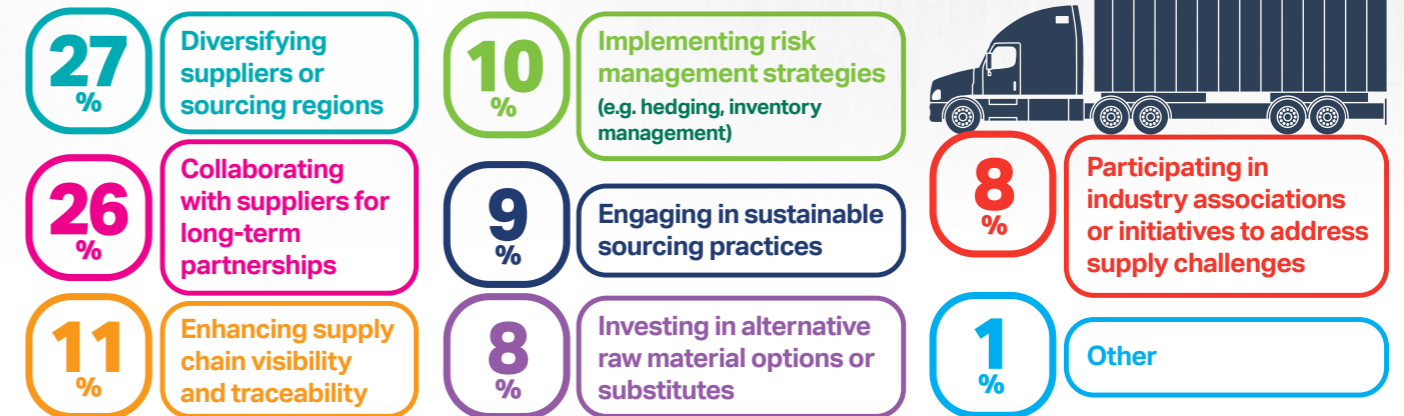 27
%
Diversifying
suppliers or
sourcing regions
26
%
Collaborating
with suppliers for
long-term
partnerships
11
%
Enhancing supply
chain visibility
and traceability
10
%
Implementing risk
management strategies
(e.g. hedging, inventory
management)
9
%
Engaging in sustainable
sourcing practices
8
%
Investing in alternative
raw material options or
substitutes
8
%
Participating in
industry associations
or initiatives to address
supply challenges
1
%
Other